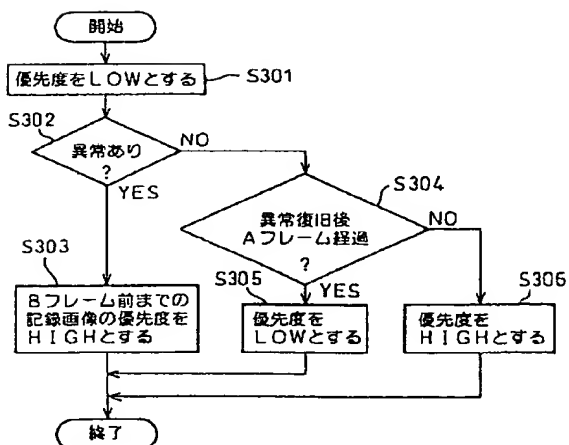 開始
優先度をLOWとする
S301
S302
異常あり
?
NO
YES
S304
異常復旧後
Aフレーム経過
?
NO
YES
S303
Bフレーム前までの
記録画像の優先度を
HIGHとする
S305
優先度を
LOWとする
S306
優先度を
HIGHとする
終了